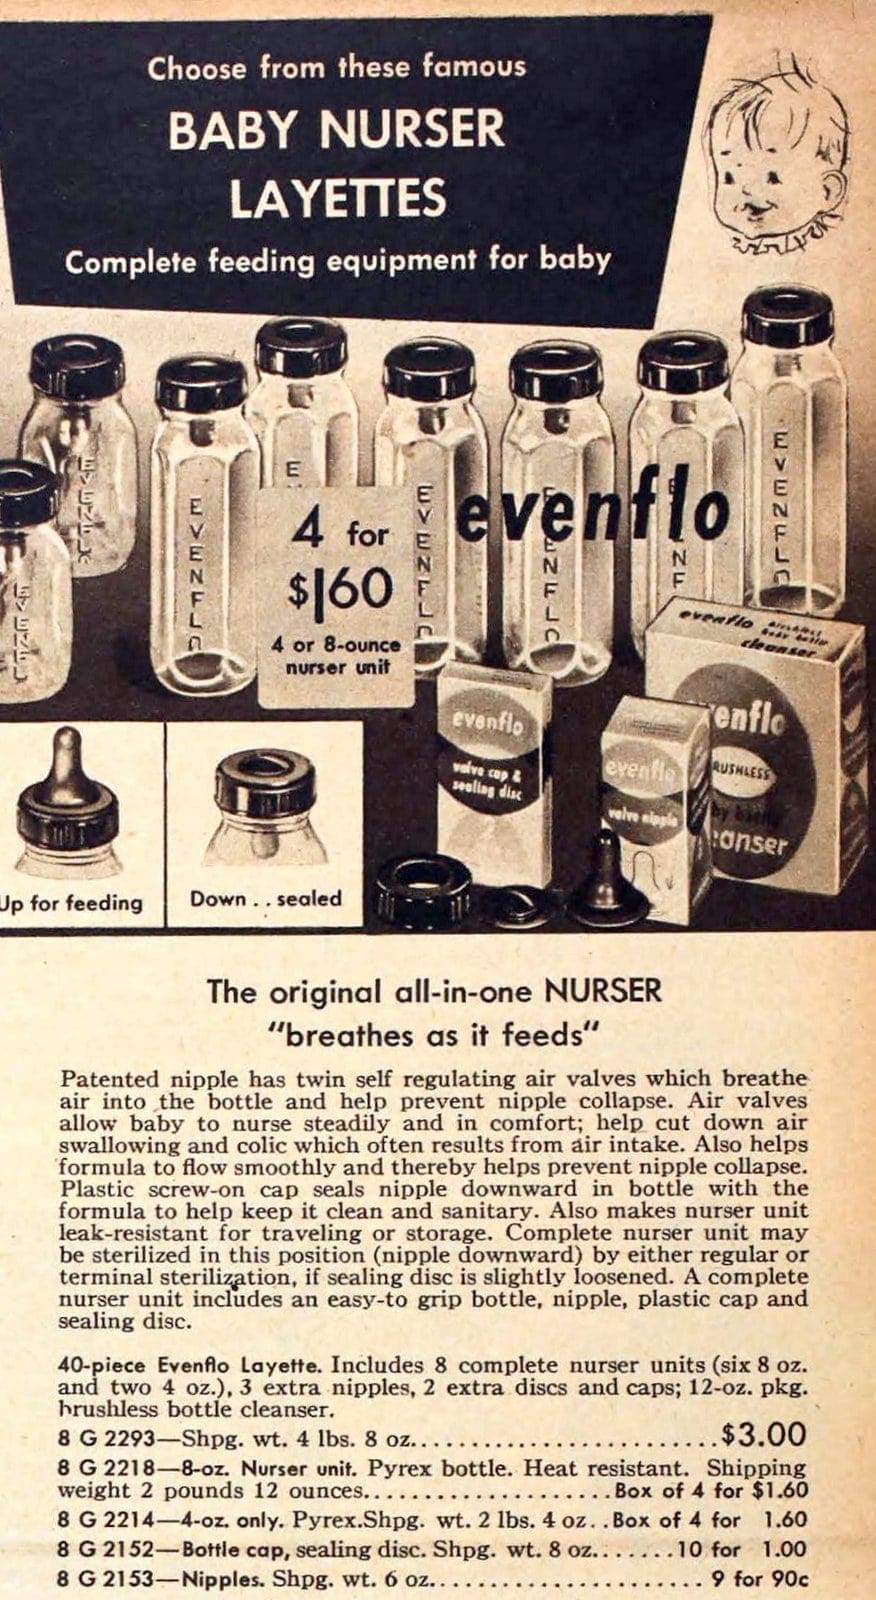 Choose from these famous
BABY NURSER
LAYETTES
Complete feeding equipment for baby
EVENFLO
EVENFLO
EVENFLO
E
EVENFLO
EVENFLO
NF
EVENFLO
evenflo
4 for
$160
4 or 8-ounce
nurser unit
evenflo
cleanser
evenflo
valve cap &
sealing disc
evenflo
valve nipple
enflo
RUSHLESS
anser
Up for feeding
Down . . sealed
The original all-in-one NURSER
"breathes as it feeds"
Patented nipple has twin self regulating air valves which breathe
air into the bottle and help prevent nipple collapse. Air valves
allow baby to nurse steadily and in comfort; help cut down air
swallowing and colic which often results from air intake. Also helps
formula to flow smoothly and thereby helps prevent nipple collapse.
Plastic screw-on cap seals nipple downward in bottle with the
formula to help keep it clean and sanitary. Also makes nurser unit
leak-resistant for traveling or storage. Complete nurser unit may
be sterilized in this position (nipple downward) by either regular or
terminal sterilization, if sealing disc is slightly loosened. A complete
nurser unit includes an easy-to grip bottle, nipple, plastic cap and
sealing disc.
40-piece Evenflo Layette. Includes 8 complete nurser units (six 8 oz.
and two 4 oz.), 3 extra nipples, 2 extra discs and caps; 12-oz. pkg.
brushless bottle cleanser.
8 G 2293—Shpg. wt. 4 lbs. 8 oz..........................$3.00
8 G 2218—8-oz. Nurser unit. Pyrex bottle. Heat resistant. Shipping
weight 2 pounds 12 ounces....................Box of 4 for $1.60
8 G 2214—4-oz. only. Pyrex.Shpg. wt. 2 lbs. 4 oz. .Box of 4 for 1.60
8 G 2152—Bottle cap, sealing disc. Shpg. wt. 8 oz.......10 for 1.00
8 G 2153—Nipples. Shpg. wt. 6 oz....................... 9 for 90c